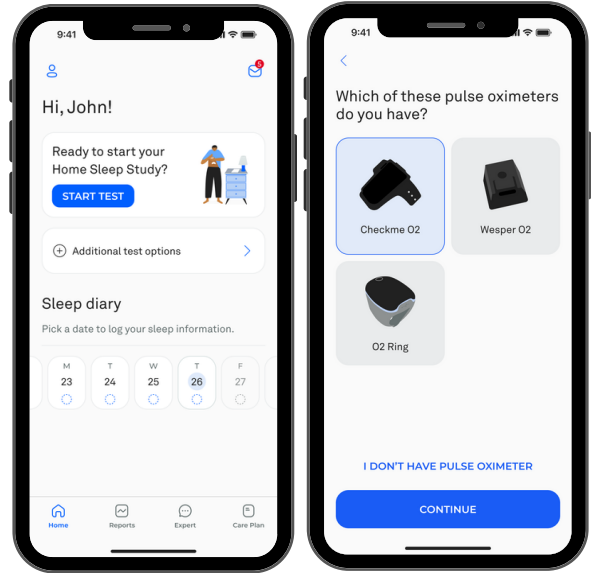 9:41
5
Hi, John!
Ready to start your
Home Sleep Study?
START TEST
Additional test options
Sleep diary
Pick a date to log your sleep information.
M T W T F
23 24 25 26 27
Home Reports Expert Care Plan
9:41
Which of these pulse oximeters
do you have?
Checkme O2 Wesper O2
O2 Ring
I DON'T HAVE PULSE OXIMETER
CONTINUE